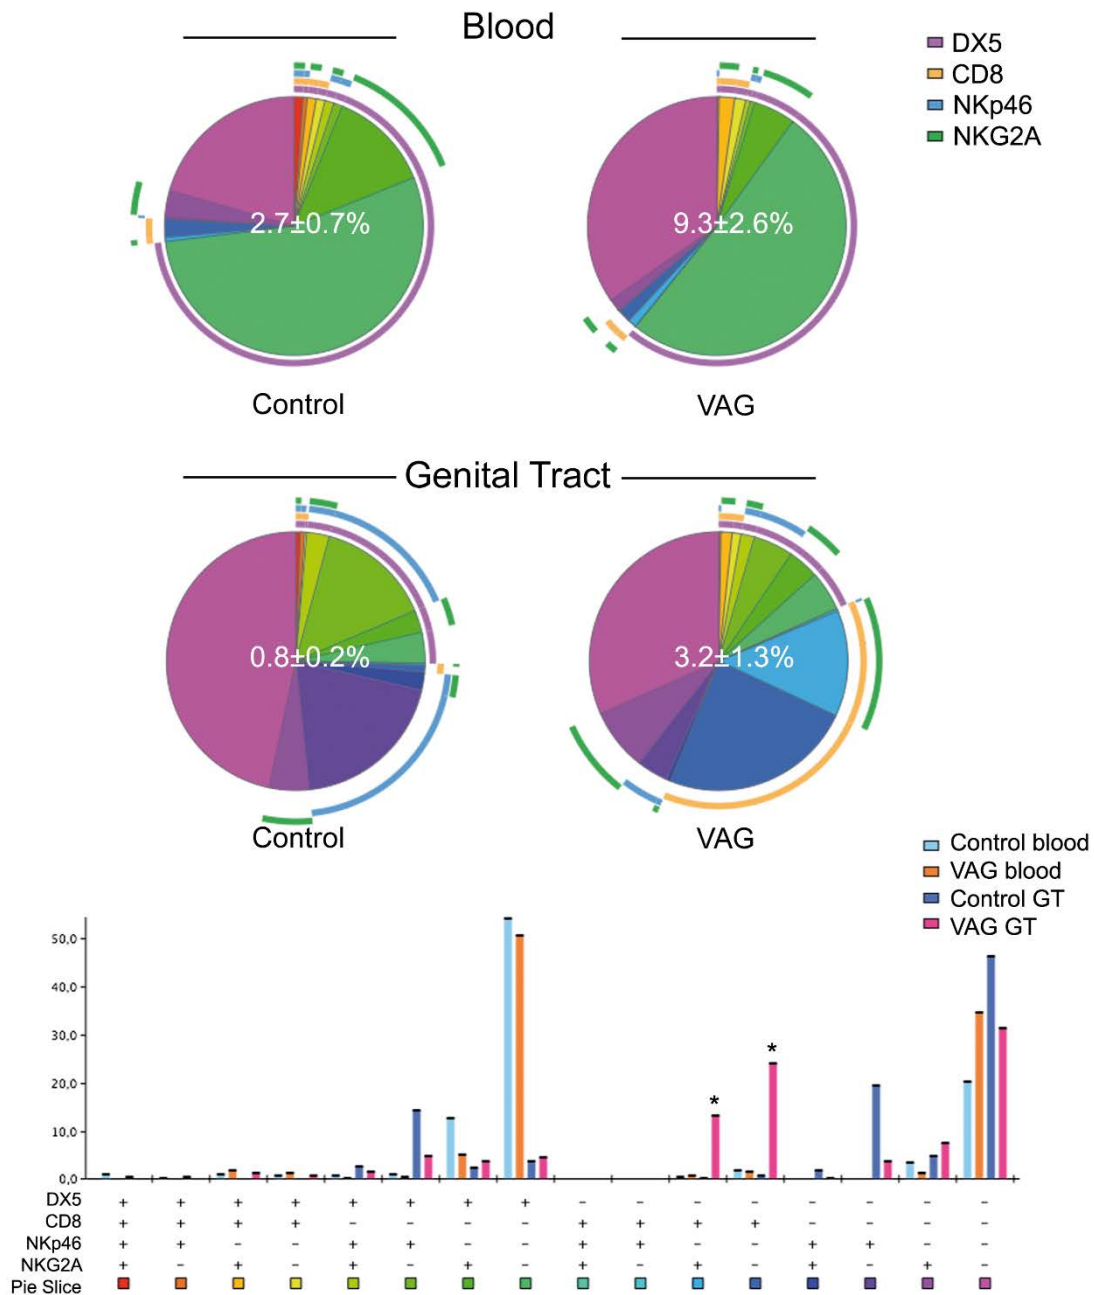 Blood
DX5
CD8
NKp46
NKG2A
2.7±0.7%
9.3±2.6%
Control
VAG
Genital Tract
0.8±0.2%
3.2±1.3%
Control
VAG
Control blood
VAG blood
Control GT
VAG GT
50,0
40,0
30,0
20,0
10,0
0,0
* *
DX5 + + + + + + + + - - - - - - - -
CD8 + + + + - - - - + + + + - - - -
NKp46 + + - - + + - - + + - - + + - -
NKG2A + - + - + - + - + - + - + - + -
Pie Slice